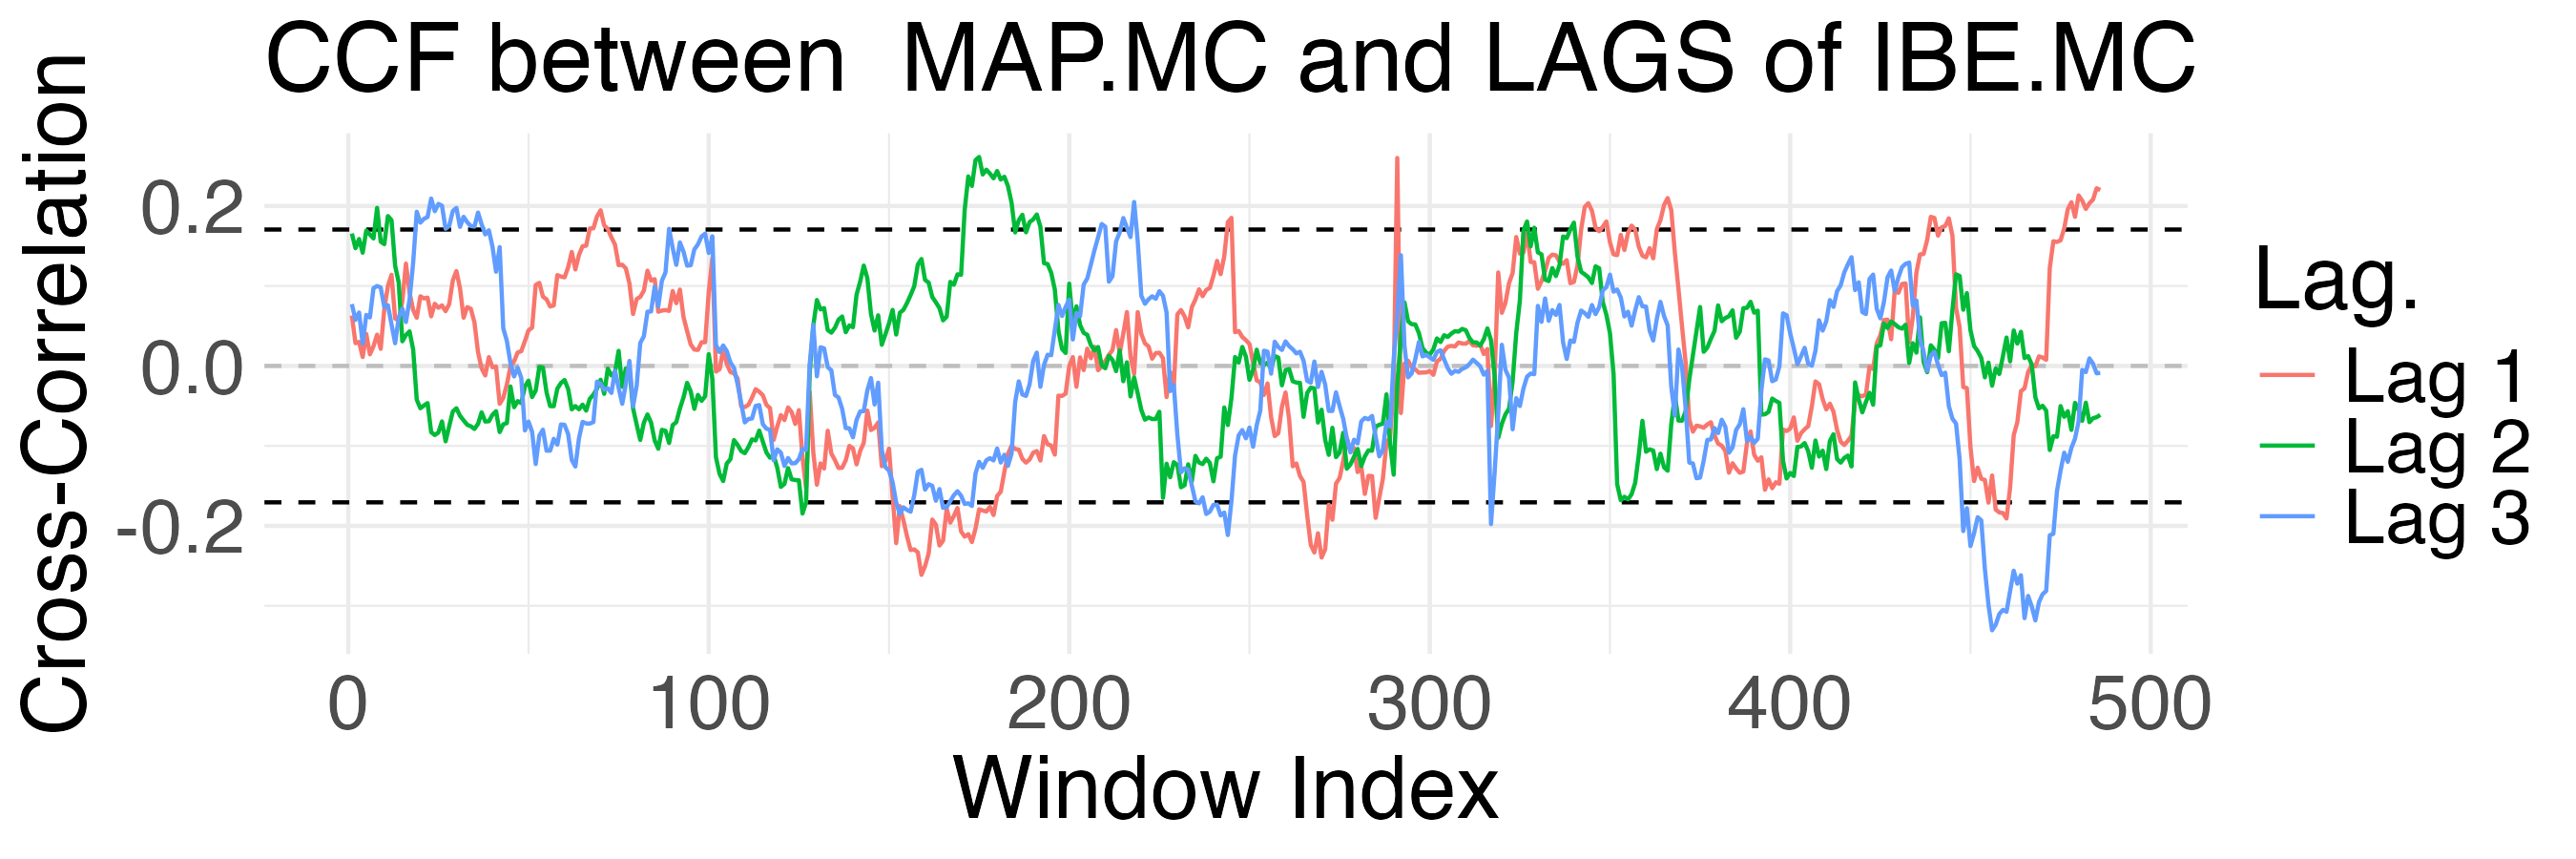 CCF between  MAP.MC and LAGS of IBE.MC
Cross-Correlation
0.2
0.0
-0.2
0
100
200
300
400
500
Window Index
Lag.
Lag 1
Lag 2
Lag 3